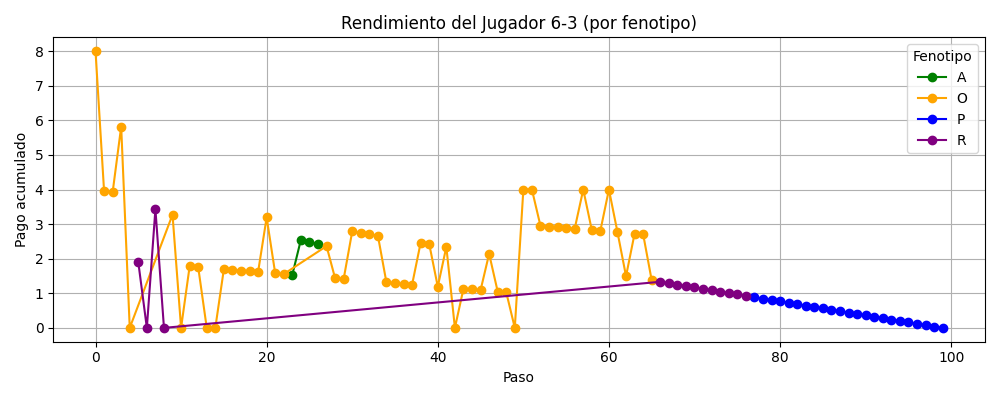 Rendimiento del Jugador 6-3 (por fenotipo)
Pago acumulado
8
7
6
5
4
3
2
1
0
Fenotipo
A
O
P
R
0
20
40
60
80
100
Paso